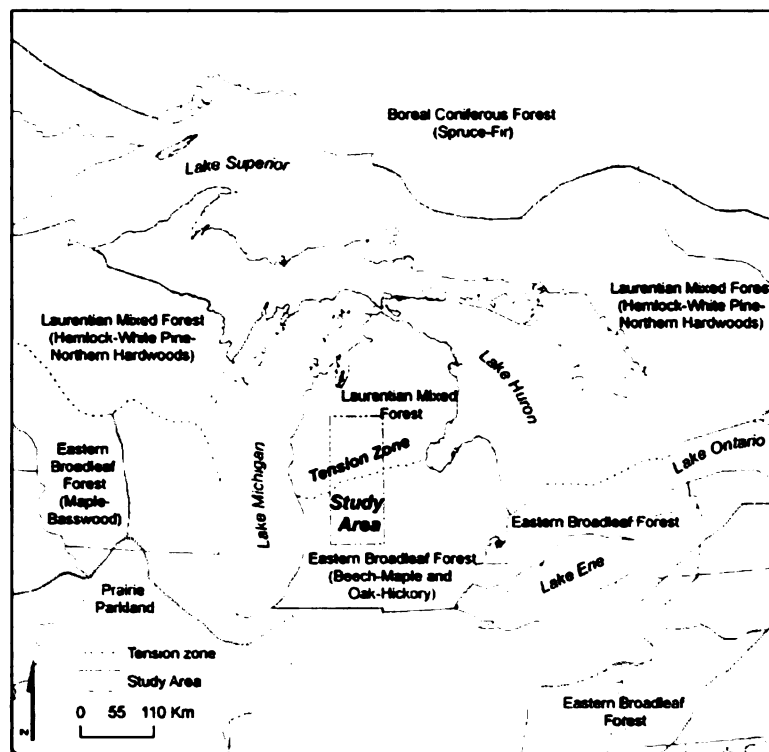 Boreal Coniferous Forest
(Spruce-Fir)
Lake Superior
Laurentian Mixed Forest
(Hemlock-White Pine-
Northern Hardwoods)
Laurentian Mixed Fores
(Hemlock-White Pine-
Northern Hardwoods)
Lake Huron
Laurentian Mixed
Forest
Tension Zone
Lake Michigan
Lake Ontario
Eastern
Broadleaf
Forest
(Maple-
Basswood)
Study
Area
Eastern Broadleaf Forest
Eastern Broadleaf Forest
(Beech-Maple and
Oak-Hickory)
Lake Erie
Prairie
Parkland
Tension zone
Study Area
0 55 110 Km
Eastern Broadleaf
Forest
z